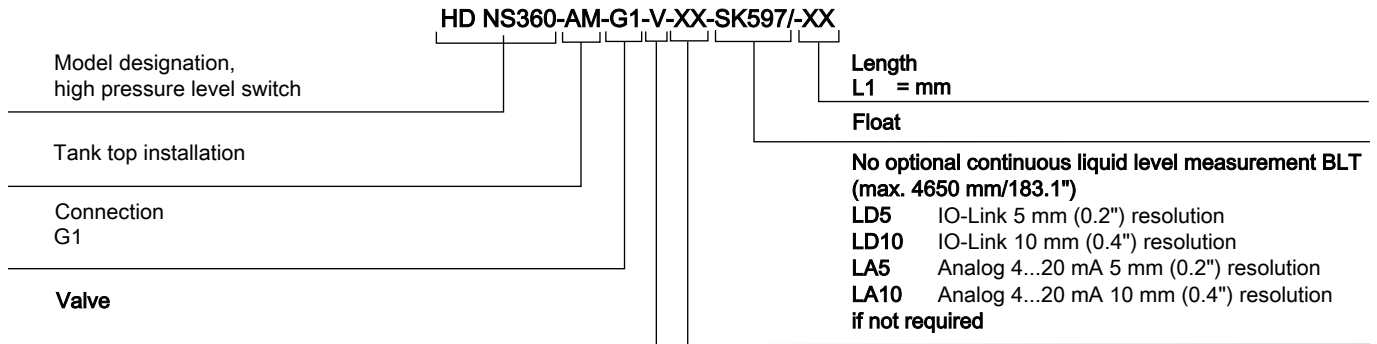 HD NS360-AM-G1-V-XX-SK597/-XX
Model designation,
high pressure level switch
Tank top installation
Connection
G1
Valve
Length
L1 = mm
Float
No optional continuous liquid level measurement BLT
(max. 4650 mm/183.1")
LD5 IO-Link 5 mm (0.2") resolution
LD10 IO-Link 10 mm (0.4") resolution
LA5 Analog 4...20 mA 5 mm (0.2") resolution
LA10 Analog 4...20 mA 10 mm (0.4") resolution
if not required